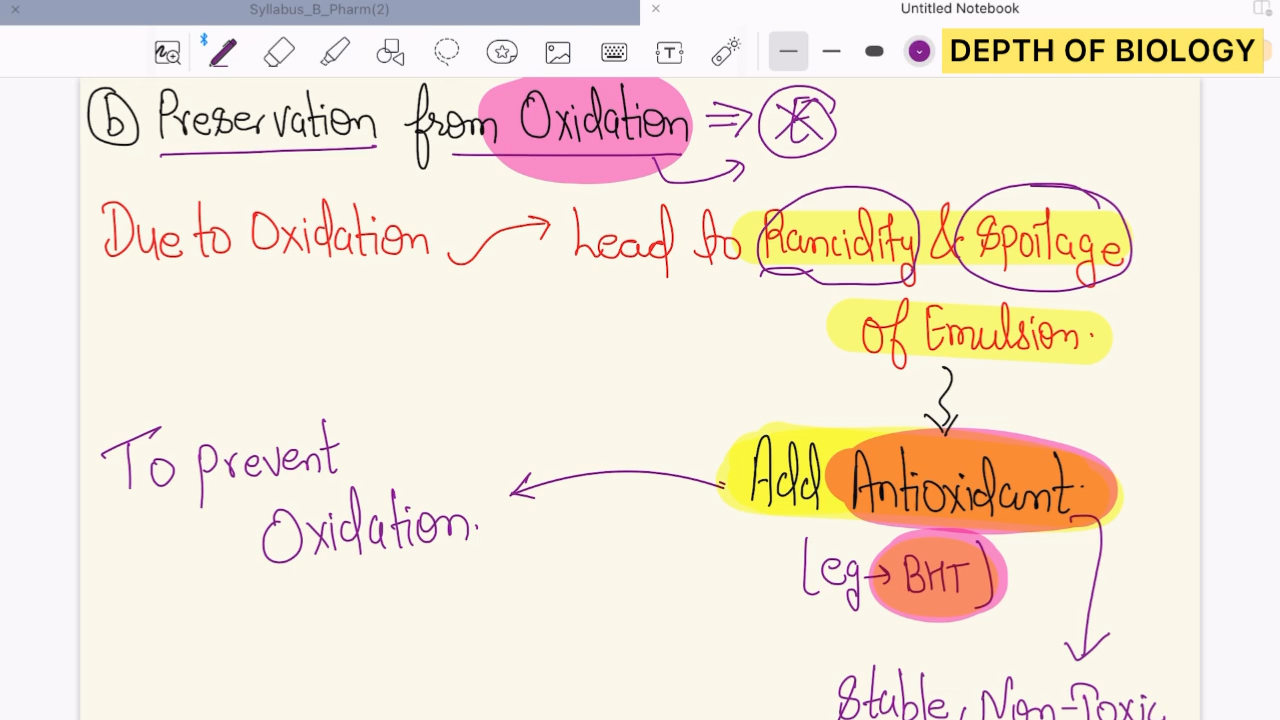 Syllabus_B_Pharm(2)
Untitled Notebook
DEPTH OF BIOLOGY
(b) Preservation from Oxidation ⇒ E
Due to Oxidation → Lead to Rancidity & Spoilage
of Emulsion.
Add Antioxidant.
To prevent
Oxidation.
[eg → BHT]
Stable, Non-Toxic